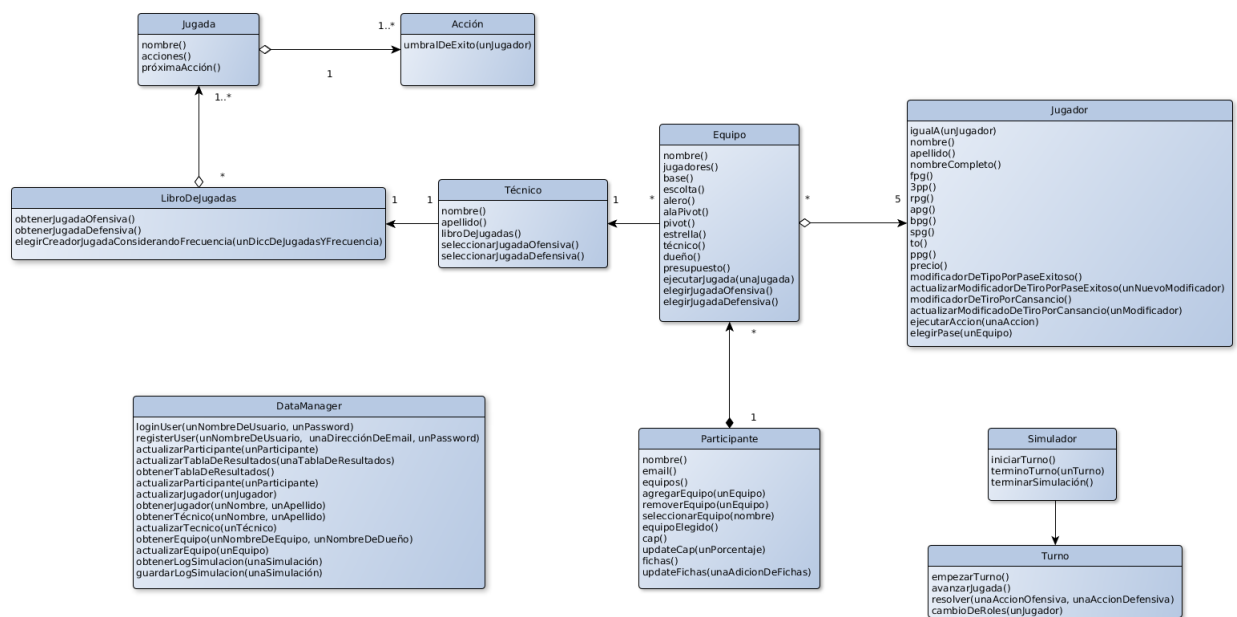 Jugada
nombre()
acciones()
próximaAcción()
1..*
1
Acción
umbralDeExito(unJugador)
1..*
*
LibroDeJugadas
obtenerJugadaOfensiva()
obtenerJugadaDefensiva()
elegirCreadorJugadaConsiderandoFrecuencia(unDiccDeJugadasYFrecuencia)
1
1
Técnico
nombre()
apellido()
libroDeJugadas()
seleccionarJugadaOfensiva()
seleccionarJugadaDefensiva()
1
*
Equipo
nombre()
jugadores()
base()
escolta()
alero()
alaPivot()
pivot()
estrella()
técnico()
dueño()
presupuesto()
ejecutarJugada(unaJugada)
elegirJugadaOfensiva()
elegirJugadaDefensiva()
*
5
Jugador
igualA(unJugador)
nombre()
apellido()
nombreCompleto()
fpg()
3pp()
rpg()
apg()
bpg()
spg()
to()
ppg()
precio()
modificadorDeTipoPorPaseExitoso()
actualizarModificadorDeTiroPorPaseExitoso(unNuevoModificador)
modificadorDeTiroPorCansancio()
actualizarModificadoDeTiroPorCansancio(unModificador)
ejecutarAccion(unaAccion)
elegirPase(unEquipo)
*
1
DataManager
loginUser(unNombreDeUsuario, unPassword)
registerUser(unNombreDeUsuario, unaDirecciónDeEmail, unPassword)
actualizarParticipante(unParticipante)
actualizarTablaDeResultados(unaTablaDeResultados)
obtenerTablaDeResultados()
actualizarParticipante(unParticipante)
actualizarJugador(unJugador)
obtenerJugador(unNombre, unApellido)
obtenerTécnico(unNombre, unApellido)
actualizarTecnico(unTécnico)
obtenerEquipo(unNombreDeEquipo, unNombreDeDueño)
actualizarEquipo(unEquipo)
obtenerLogSimulacion(unaSimulación)
guardarLogSimulacion(unaSimulación)
Participante
nombre()
email()
equipos()
agregarEquipo(unEquipo)
removerEquipo(unEquipo)
seleccionarEquipo(nombre)
equipoElegido()
cap()
updateCap(unPorcentaje)
fichas()
updateFichas(unaAdicionDeFichas)
Simulador
iniciarTurno()
terminoTurno(unTurno)
terminarSimulación()
Turno
empezarTurno()
avanzarJugada()
resolver(unaAccionOfensiva, unaAccionDefensiva)
cambioDeRoles(unJugador)